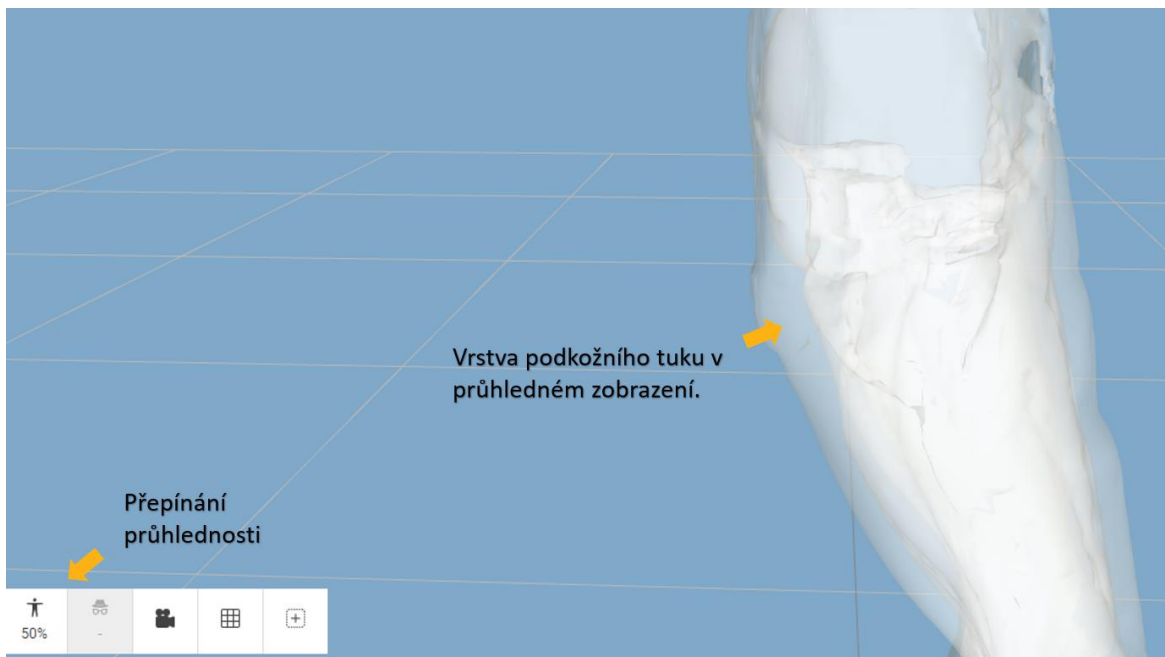 Vrstva podkožního tuku v
průhledném zobrazení.
Přepínání
průhlednosti
50%
-